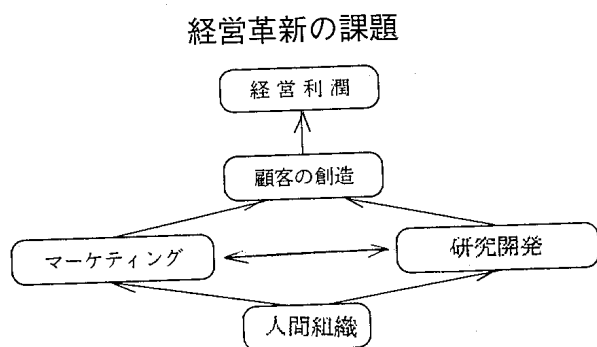 経営革新の課題
経営利潤
顧客の創造
マーケティング
研究開発
人間組織